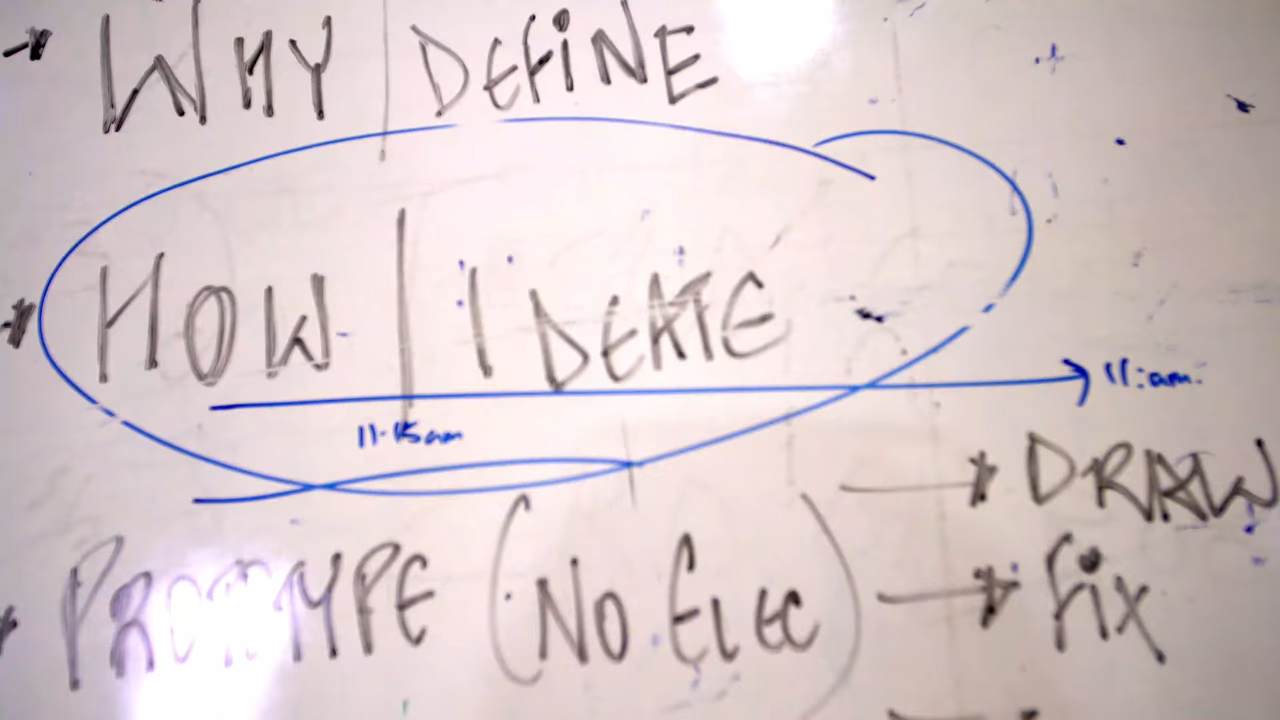 WHY | DEFINE
HOW | IDEATE
11:am.
11.15am
→ DRAW
PROTOTYPE (NO ELEC) → FIX